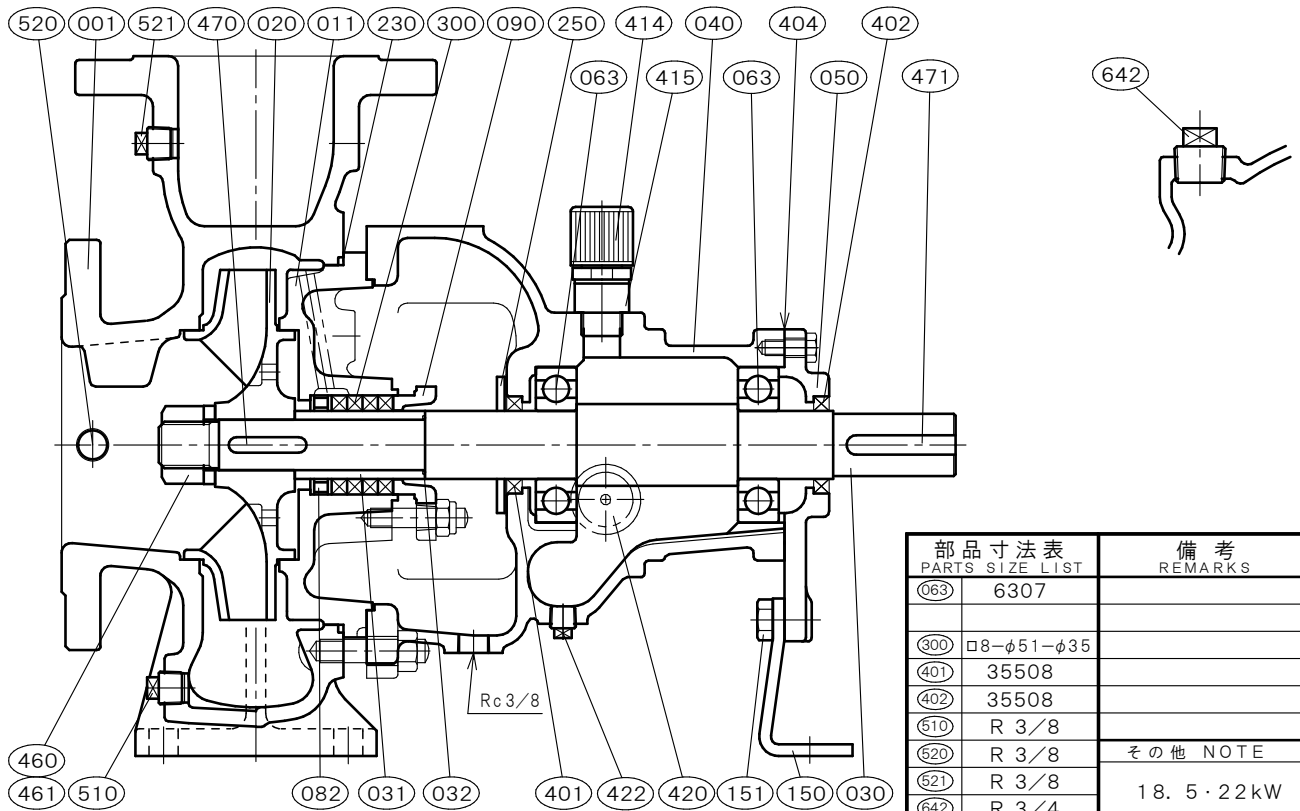 520 001 521 470 020 011 230 300 090 250 414 040 404 402
063 415 063 050 471
642
Rc3/8
460
461 510 082 031 032 401 422 420 151 150 030
部品寸法表 備考
PARTS SIZE LIST REMARKS
063 6307
300 □8-φ51-φ35
401 35508
402 35508
510 R 3/8
520 R 3/8
その他 NOTE
521 R 3/8
18.5・22kW
642 R 3/4